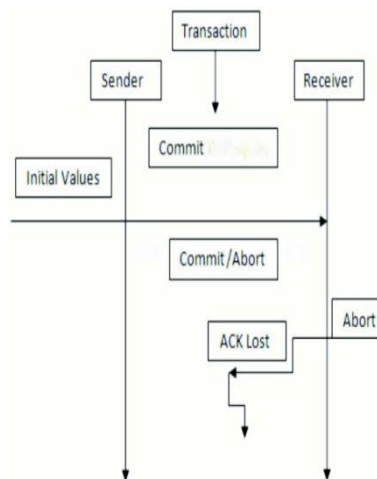 Transaction
Sender
Receiver
Commit
Initial Values
Commit/Abort
Abort
ACK Lost